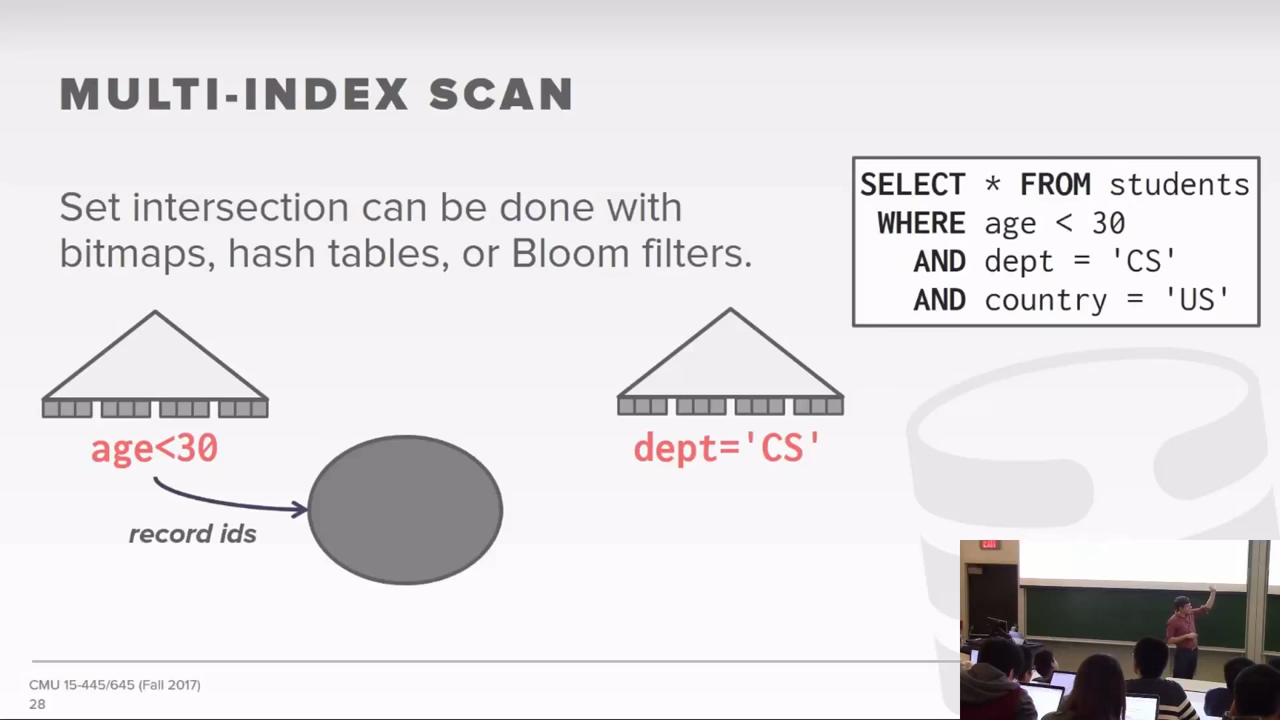 MULTI-INDEX SCAN
Set intersection can be done with
bitmaps, hash tables, or Bloom filters.
SELECT * FROM students
WHERE age < 30
AND dept = 'CS'
AND country = 'US'
age<30
dept='CS'
record ids
CMU 15-445/645 (Fall 2017)
28
EXIT